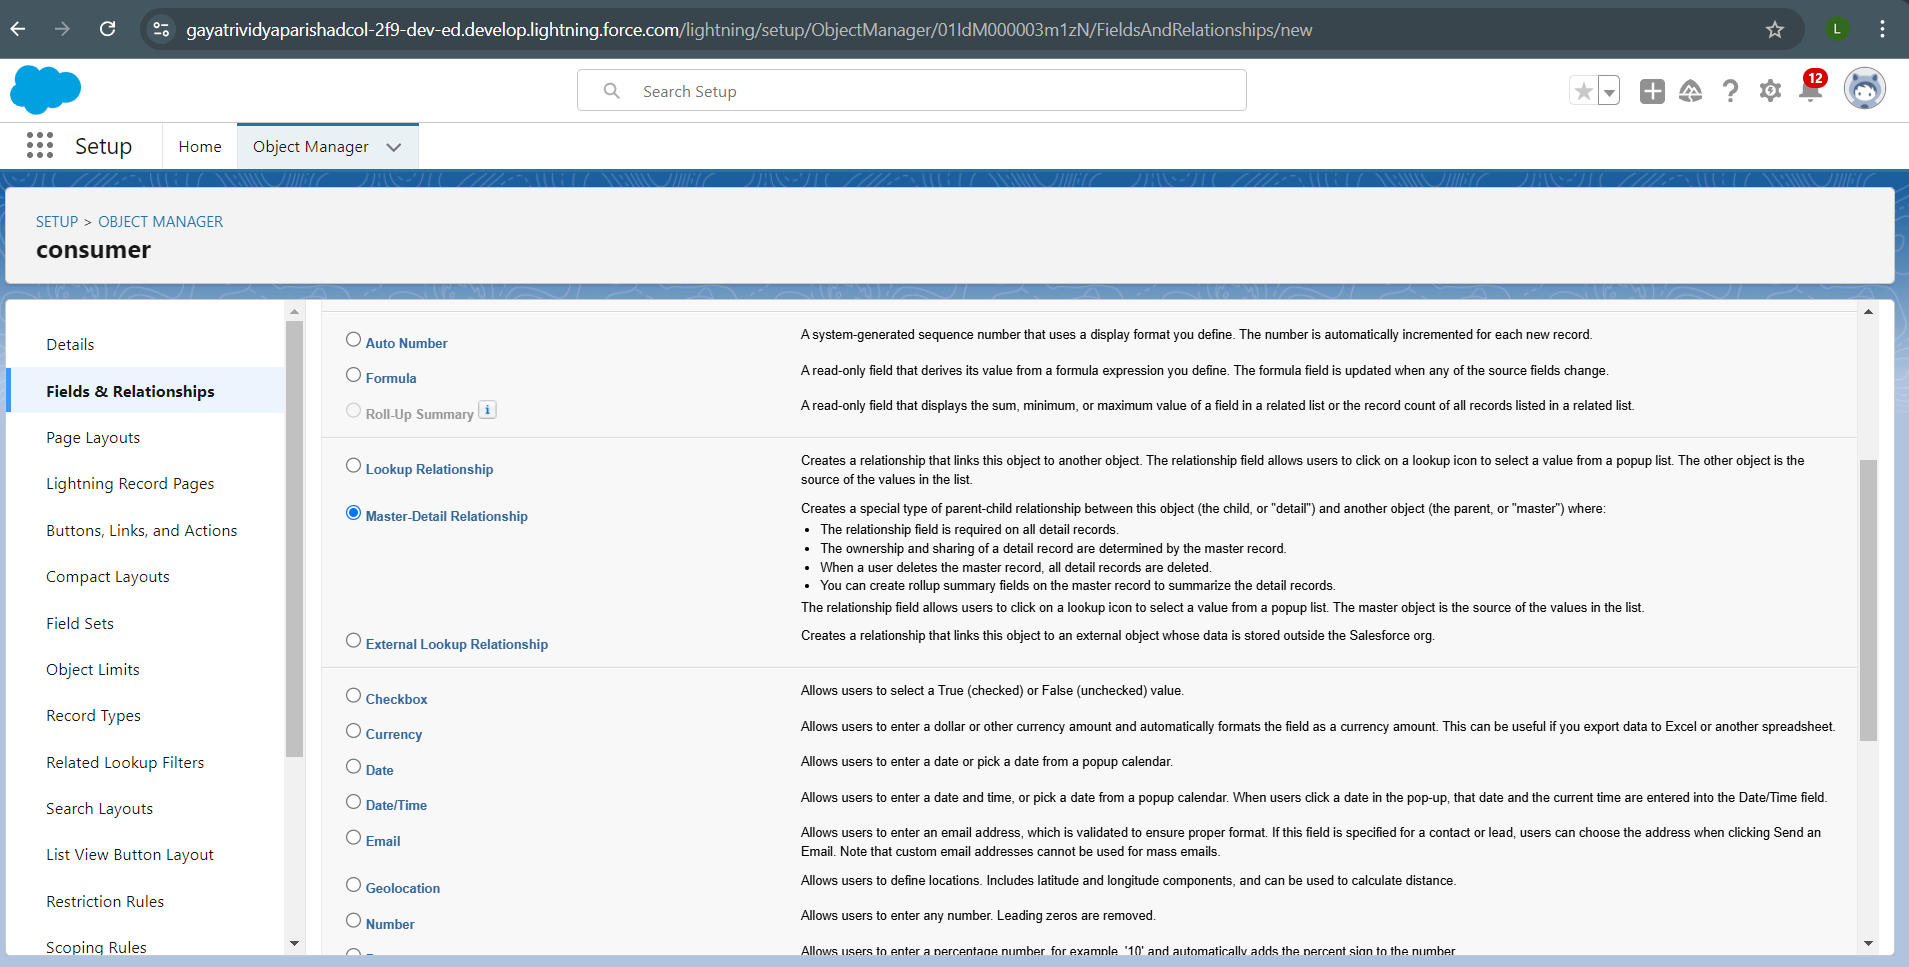 gayatrividyaparishadcol-2f9-dev-ed.develop.lightning.force.com/lightning/setup/ObjectManager/01IdM000003m1zN/FieldsAndRelationships/new
L
Search Setup
12
Setup
Home
Object Manager
SETUP > OBJECT MANAGER
consumer
Details
Fields & Relationships
Page Layouts
Lightning Record Pages
Buttons, Links, and Actions
Compact Layouts
Field Sets
Object Limits
Record Types
Related Lookup Filters
Search Layouts
List View Button Layout
Restriction Rules
Scoping Rules
Auto Number
A system-generated sequence number that uses a display format you define. The number is automatically incremented for each new record.
Formula
A read-only field that derives its value from a formula expression you define. The formula field is updated when any of the source fields change.
Roll-Up Summary i
A read-only field that displays the sum, minimum, or maximum value of a field in a related list or the record count of all records listed in a related list.
Lookup Relationship
Creates a relationship that links this object to another object. The relationship field allows users to click on a lookup icon to select a value from a popup list. The other object is the
source of the values in the list.
Master-Detail Relationship
Creates a special type of parent-child relationship between this object (the child, or "detail") and another object (the parent, or "master") where:
• The relationship field is required on all detail records.
• The ownership and sharing of a detail record are determined by the master record.
• When a user deletes the master record, all detail records are deleted.
• You can create rollup summary fields on the master record to summarize the detail records.
The relationship field allows users to click on a lookup icon to select a value from a popup list. The master object is the source of the values in the list.
External Lookup Relationship
Creates a relationship that links this object to an external object whose data is stored outside the Salesforce org.
Checkbox
Allows users to select a True (checked) or False (unchecked) value.
Currency
Allows users to enter a dollar or other currency amount and automatically formats the field as a currency amount. This can be useful if you export data to Excel or another spreadsheet.
Date
Allows users to enter a date or pick a date from a popup calendar.
Date/Time
Allows users to enter a date and time, or pick a date from a popup calendar. When users click a date in the pop-up, that date and the current time are entered into the Date/Time field.
Email
Allows users to enter an email address, which is validated to ensure proper format. If this field is specified for a contact or lead, users can choose the address when clicking Send an
Email. Note that custom email addresses cannot be used for mass emails.
Geolocation
Allows users to define locations. Includes latitude and longitude components, and can be used to calculate distance.
Number
Allows users to enter any number. Leading zeros are removed.
Allows users to enter a percentage number, for example, '10' and automatically adds the percent sign to the number